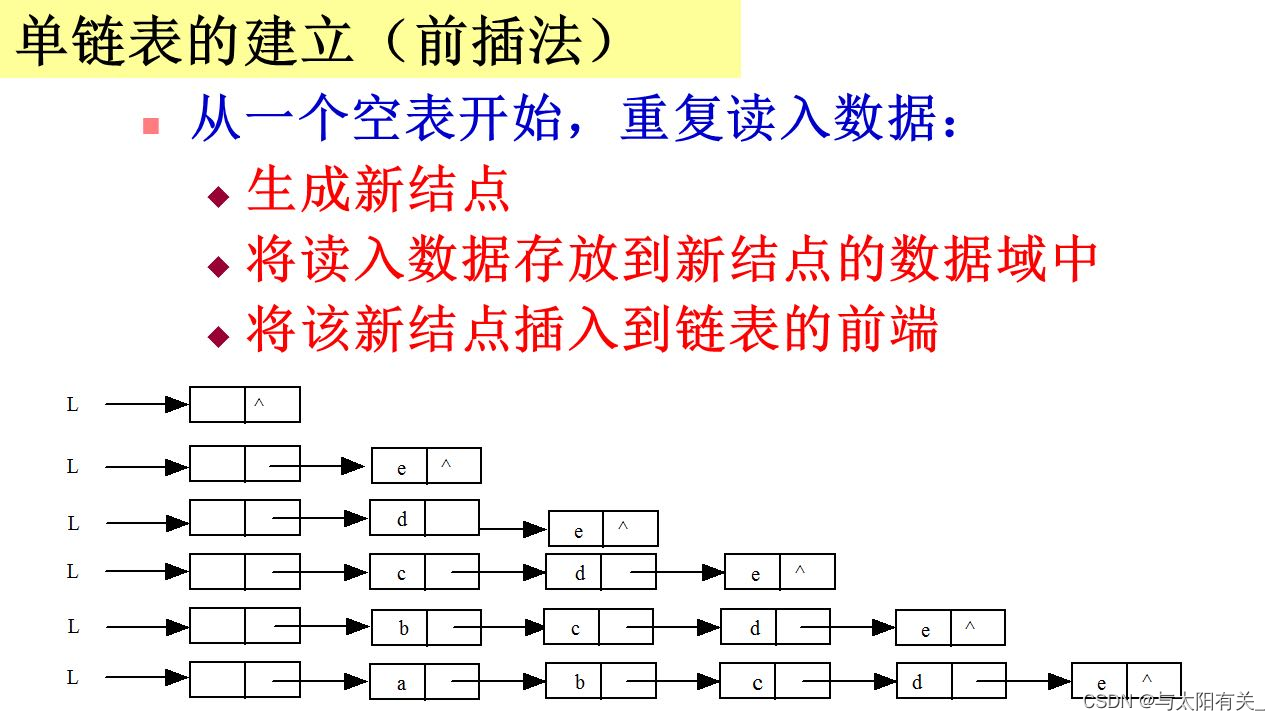 单链表的建立（前插法）
从一个空表开始，重复读入数据：
生成新结点
将读入数据存放到新结点的数据域中
将该新结点插入到链表的前端
L ^
L e ^
L d e ^
L c d e ^
L b c d e ^
L a b c d e ^
CSDN @与太阳有关_